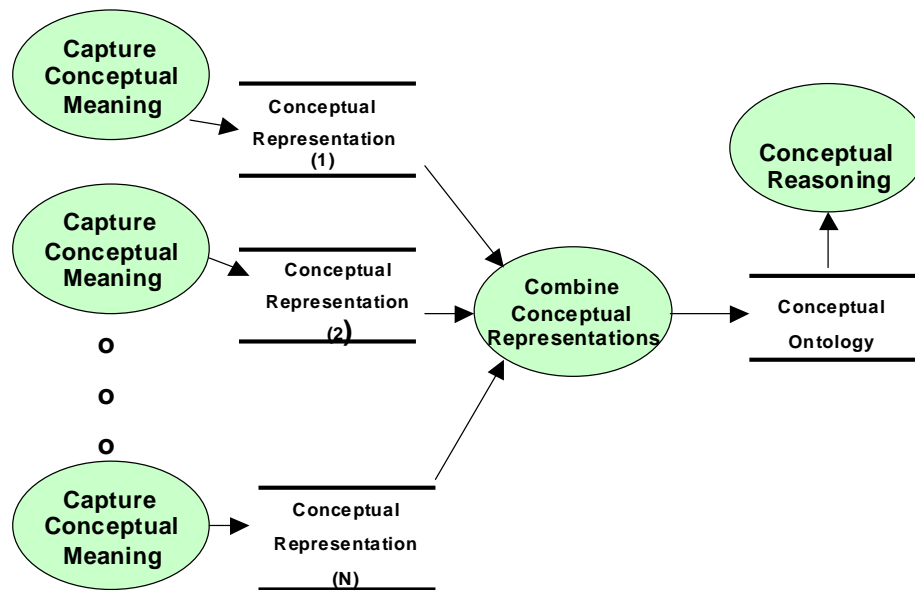 Capture
Conceptual
Meaning
Conceptual
Representation
(1)
Capture
Conceptual
Meaning
Conceptual
Representation
(2)
o
o
o
Capture
Conceptual
Meaning
Conceptual
Representation
(N)
Combine
Conceptual
Representations
Conceptual
Reasoning
Conceptual
Ontology